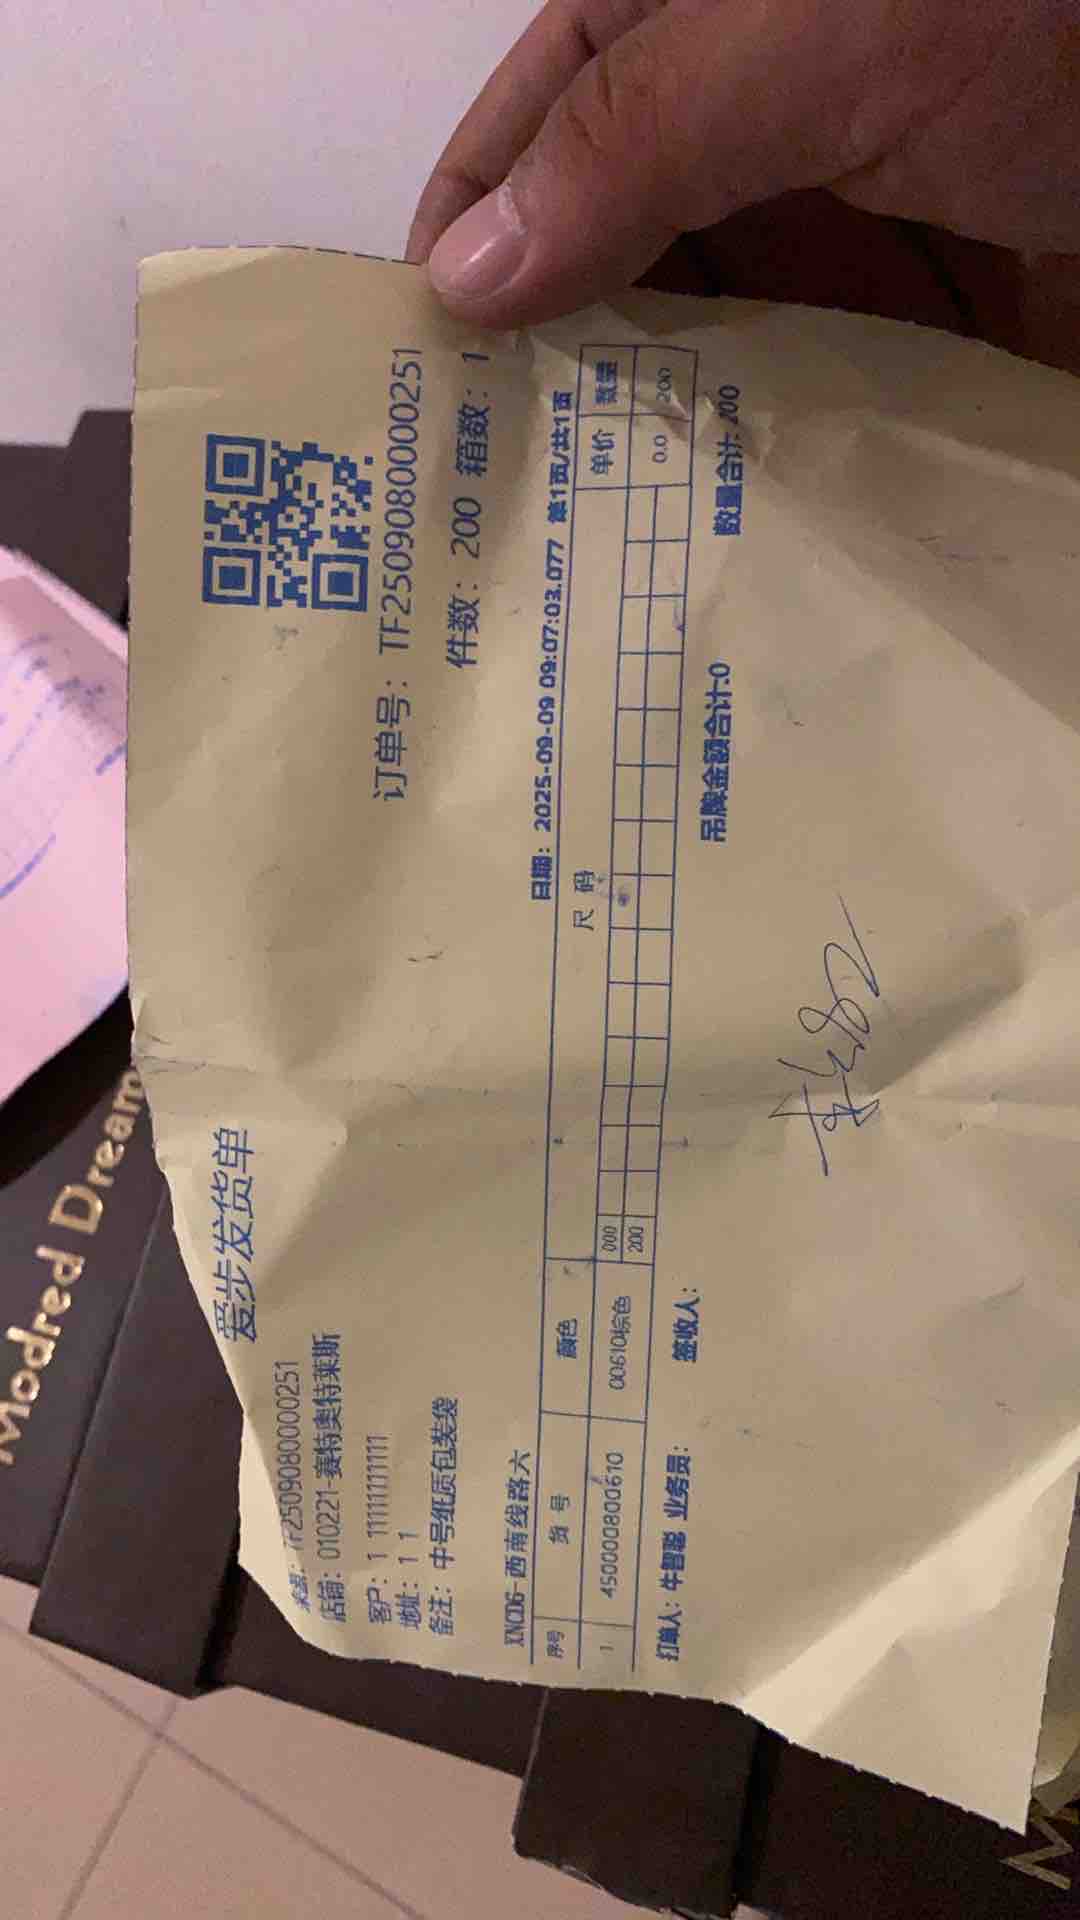 爱步发货单
来源: TF2509080000251
店铺: 010221-赛特奥特莱斯
客户: 1 11111111111
地址: 1 1
备注: 中号纸质包装袋
订单号: TF2509080000251
件数: 200 箱数: 1
XNCD6-西南线路六
日期: 2025-09-09 09:07:03.077 第1页/共1页
序号 货号 颜色 尺码 单价 数量
000
1 450000800610 00610棕色 200 0.0 200
打单人: 牛智聪 业务员: 签收人: 吊牌金额合计:0 数量合计: 200
Modred Dream
M